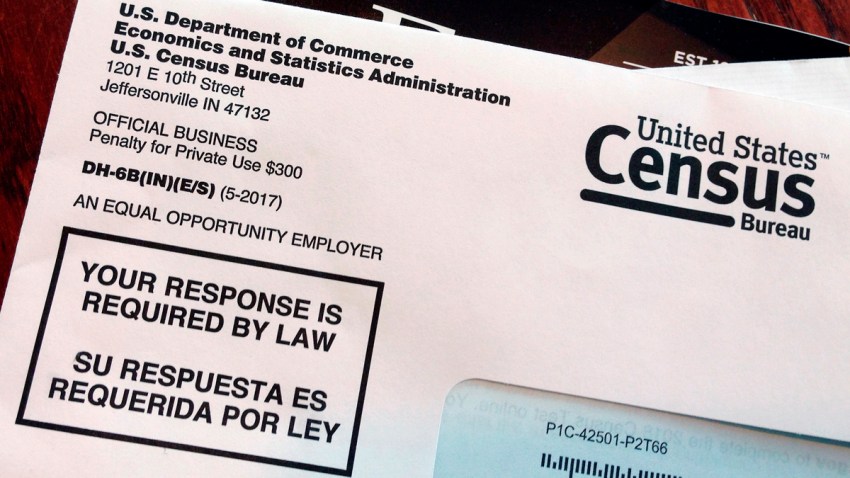 U.S. Department of Commerce
Economics and Statistics Administration
U.S. Census Bureau
1201 E 10th Street
Jeffersonville IN 47132
OFFICIAL BUSINESS
Penalty for Private Use $300
DH-6B(IN)(E/S) (5-2017)
AN EQUAL OPPORTUNITY EMPLOYER
YOUR RESPONSE IS
REQUIRED BY LAW
SU RESPUESTA ES
REQUERIDA POR LEY
EST
United States™
Census
Bureau
P1C-42501-P2T66